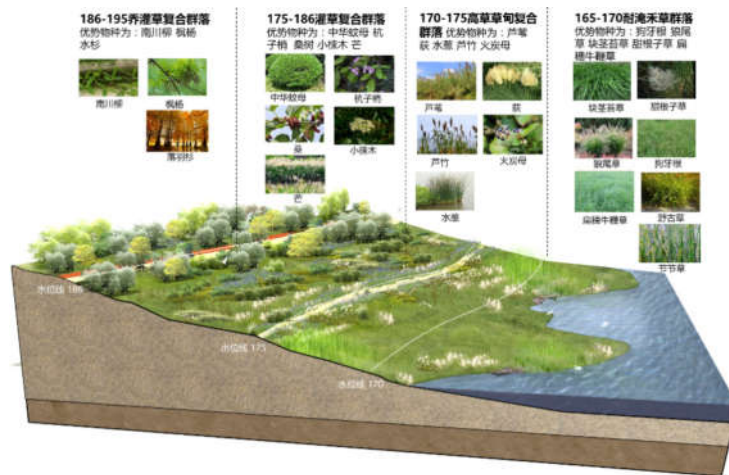 186-195乔灌草复合群落
优势物种为：南川柳 枫杨
水杉
南川柳
枫杨
落羽杉
175-186灌草复合群落
优势物种为：中华蚊母 杭
子梢 桑树 小梾木 芒
中华蚊母
杭子梢
桑
小梾木
芒
170-175高草草甸复合
群落 优势物种为：芦苇
荻 水葱 芦竹 火炭母
芦苇
荻
芦竹
火炭母
水葱
165-170耐淹禾草群落
优势物种为：狗牙根 狼尾
草 块茎苔草 甜根子草 扁
穗牛鞭草
块茎苔草
甜根子草
狼尾草
狗牙根
扁穗牛鞭草
野古草
节节草
水位线 186
水位线 175
水位线 170